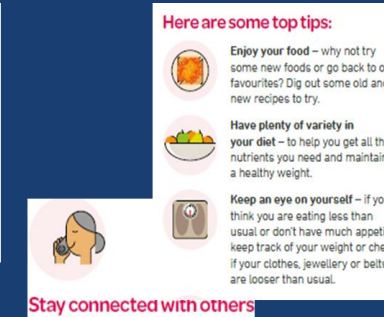 Here are some top tips:
Enjoy your food – why not try
some new foods or go back to o
favourites? Dig out some old and
new recipes to try.
Have plenty of variety in
your diet – to help you get all th
nutrients you need and maintain
a healthy weight.
Keep an eye on yourself – if yo
think you are eating less than
usual or don't have much appeti
keep track of your weight or che
if your clothes, jewellery or belt
are looser than usual.
Stay connected with others